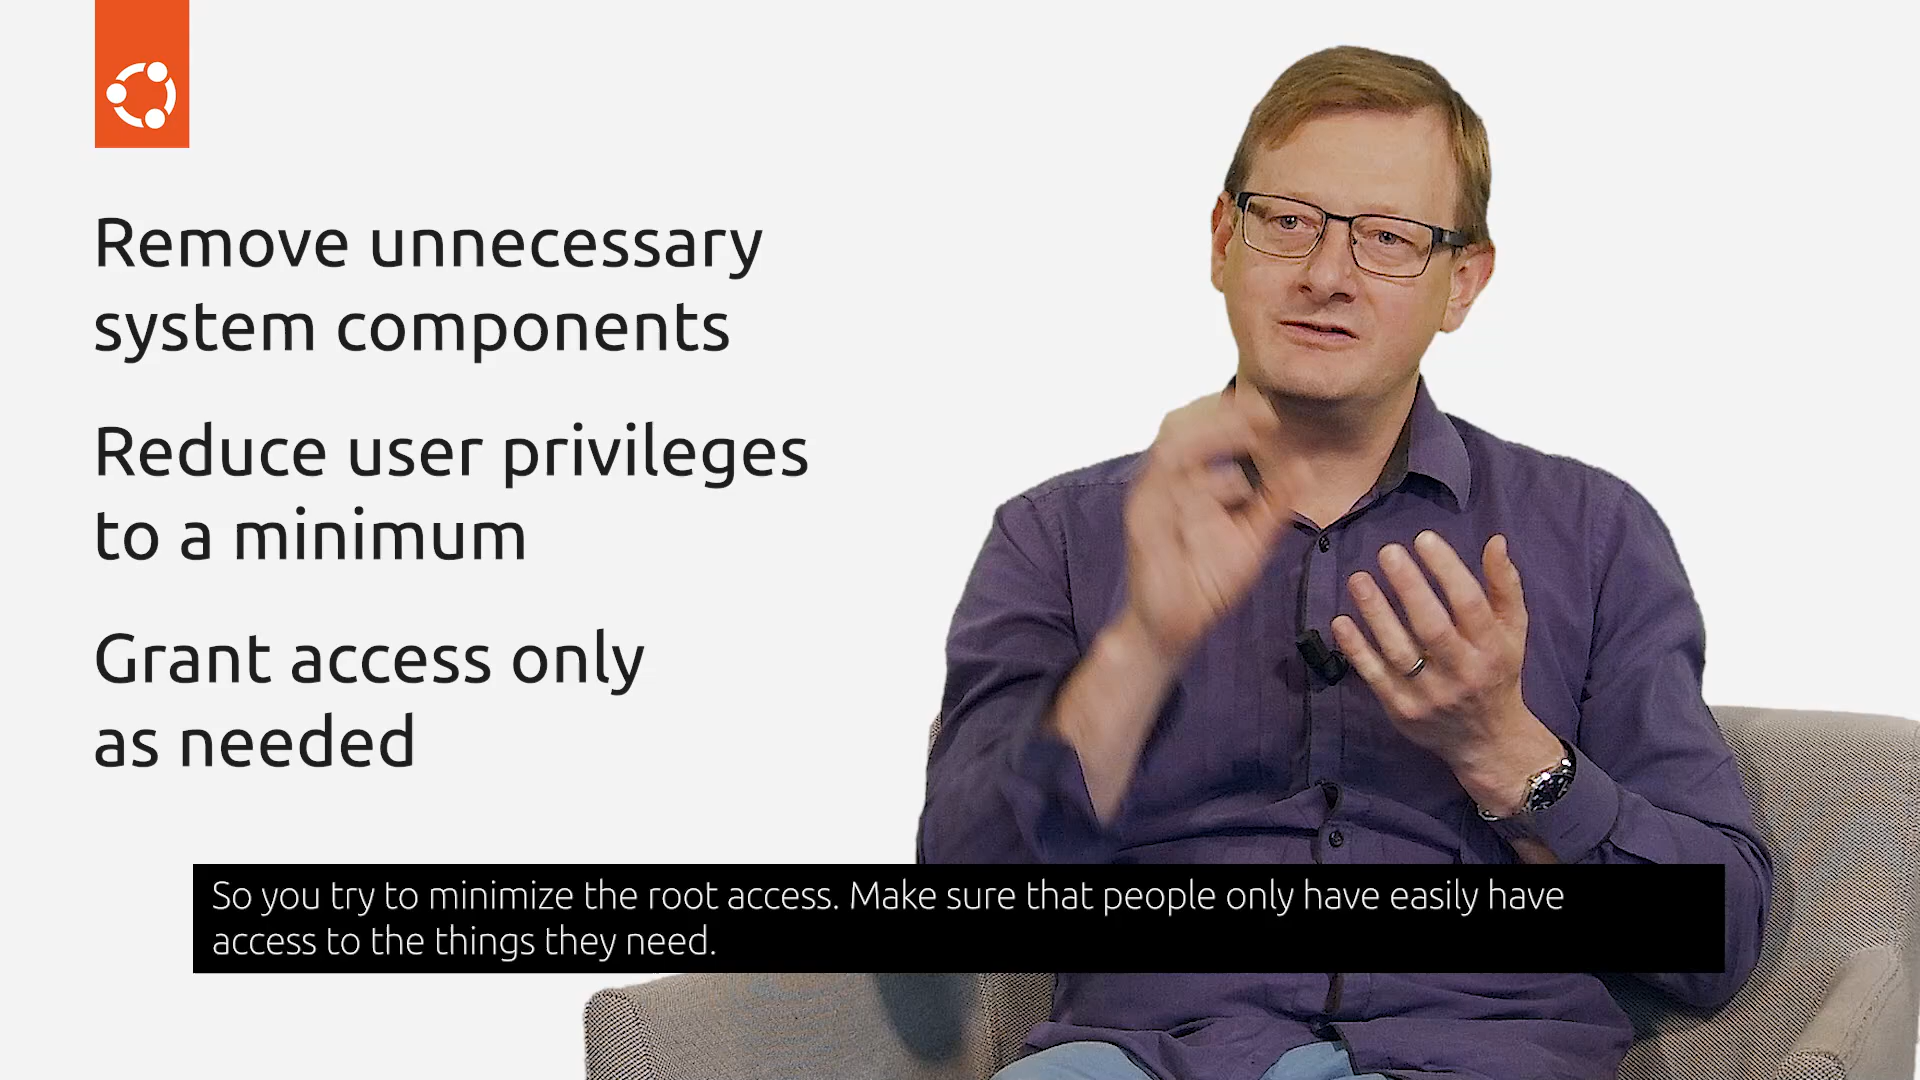 Remove unnecessary
system components
Reduce user privileges
to a minimum
Grant access only
as needed
So you try to minimize the root access. Make sure that people only have easily have
access to the things they need.